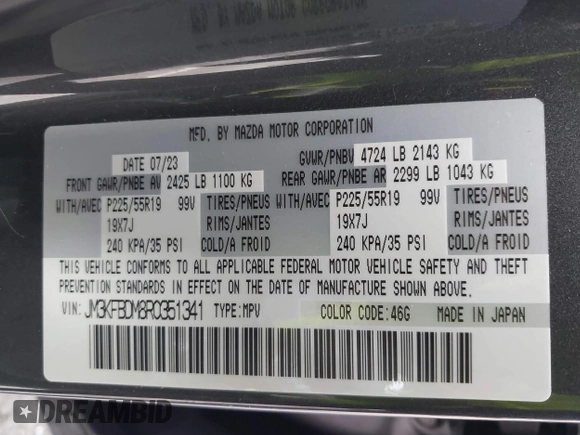 MFD. BY MAZDA MOTOR CORPORATION
DATE 07/23
GVWR/PNBV 4724 LB 2143 KG
FRONT GAWR/PNBE AV 2425 LB 1100 KG
REAR GAWR/PNBE AR 2299 LB 1043 KG
WITH/AVEC P225/55R19 99V TIRES/PNEUS
19X7J RIMS/JANTES
240 KPA/35 PSI COLD/A FROID
WITH/AVEC P225/55R19 99V TIRES/PNEUS
19X7J RIMS/JANTES
240 KPA/35 PSI COLD/A FROID
THIS VEHICLE CONFORMS TO ALL APPLICABLE FEDERAL MOTOR VEHICLE SAFETY AND THEFT
PREVENTION STANDARDS IN EFFECT ON THE DATE OF MANUFACTURE SHOWN ABOVE.
VIN: JM3KFBDM8R0351341 TYPE:MPV COLOR CODE:46G MADE IN JAPAN
DREAMBID